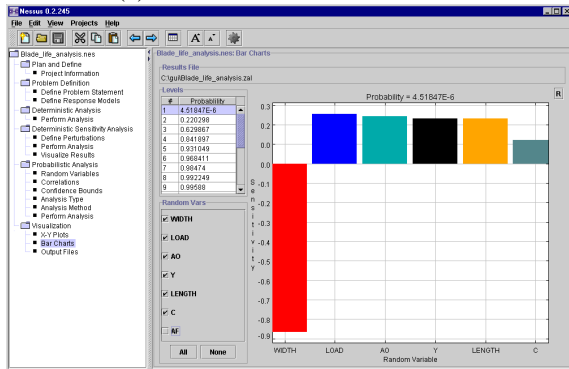 Nessus 0.2.245
File Edit View Projects Help
Blade_life_analysis.nes
Plan and Define
Project Information
Problem Definition
Define Problem Statement
Define Response Models
Deterministic Analysis
Perform Analysis
Deterministic Sensitivity Analysis
Define Perturbations
Perform Analysis
Visualize Results
Probabilistic Analysis
Random Variables
Correlations
Confidence Bounds
Analysis Type
Analysis Method
Perform Analysis
Visualization
X-Y Plots
Bar Charts
Output Files
Blade_life_analysis.nes: Bar Charts
Results File
C:\gui\Blade_life_analysis.zal
Levels
# Probability
1 4.51847E-6
2 0.220298
3 0.629867
4 0.841897
5 0.931049
6 0.968411
7 0.98474
8 0.992249
9 0.99588
Random Vars
WIDTH
LOAD
AO
Y
LENGTH
C
AF
All None
Probability = 4.51847E-6
R
Sensitivity
0.3
0.2
0.2
0.0
-0.1
-0.2
-0.3
-0.3
-0.4
-0.5
-0.6
-0.7
-0.8
-0.9
WIDTH LOAD AO Y LENGTH C
Random Variable